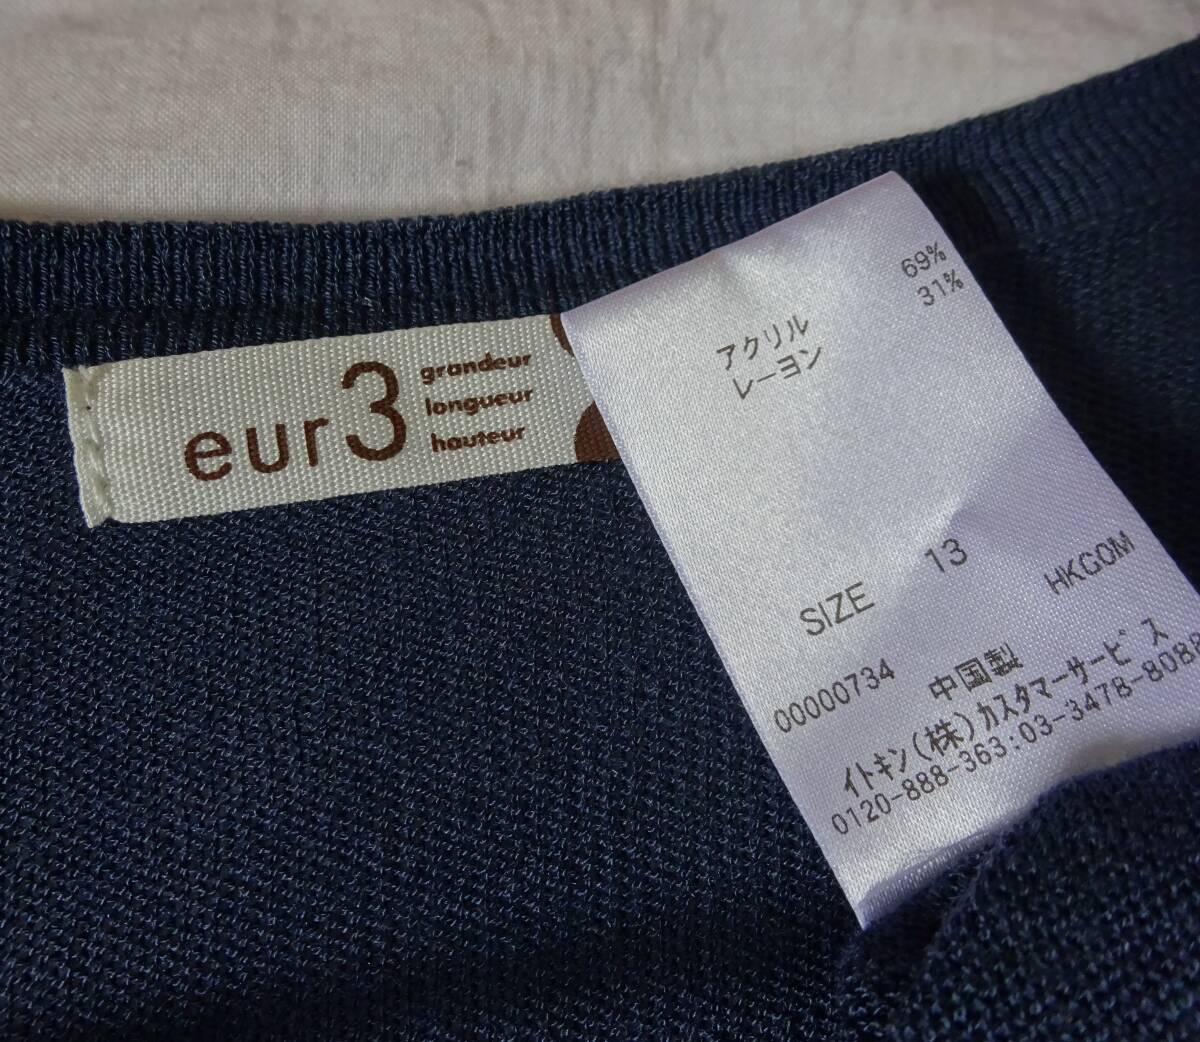 eur3
grandeur
longueur
hauteur
アクリル 69%
レーヨン 31%
SIZE 13
HKGOM
00000734 中国製
イトキン(株)カスタマーサービス
0120-888-363:03-3478-8088